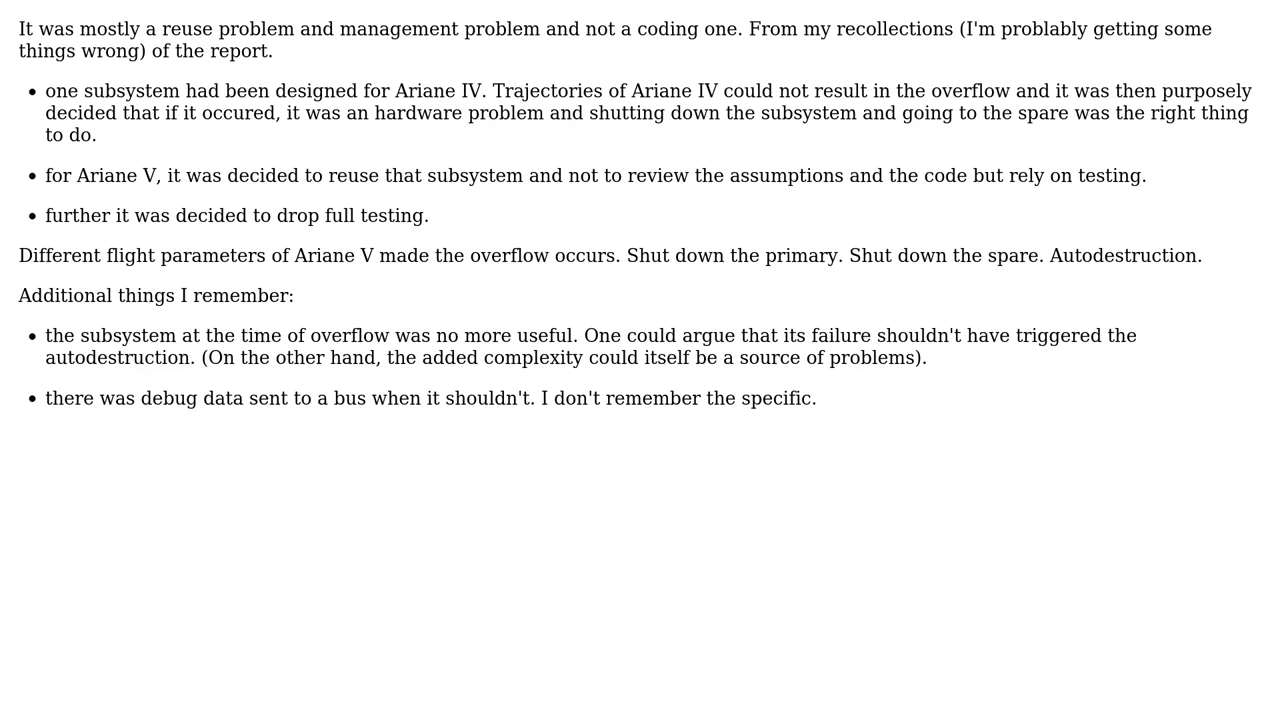 It was mostly a reuse problem and management problem and not a coding one. From my recollections (I'm problably getting some
things wrong) of the report.
• one subsystem had been designed for Ariane IV. Trajectories of Ariane IV could not result in the overflow and it was then purposely
decided that if it occured, it was an hardware problem and shutting down the subsystem and going to the spare was the right thing
to do.
• for Ariane V, it was decided to reuse that subsystem and not to review the assumptions and the code but rely on testing.
• further it was decided to drop full testing.
Different flight parameters of Ariane V made the overflow occurs. Shut down the primary. Shut down the spare. Autodestruction.
Additional things I remember:
• the subsystem at the time of overflow was no more useful. One could argue that its failure shouldn't have triggered the
autodestruction. (On the other hand, the added complexity could itself be a source of problems).
• there was debug data sent to a bus when it shouldn't. I don't remember the specific.